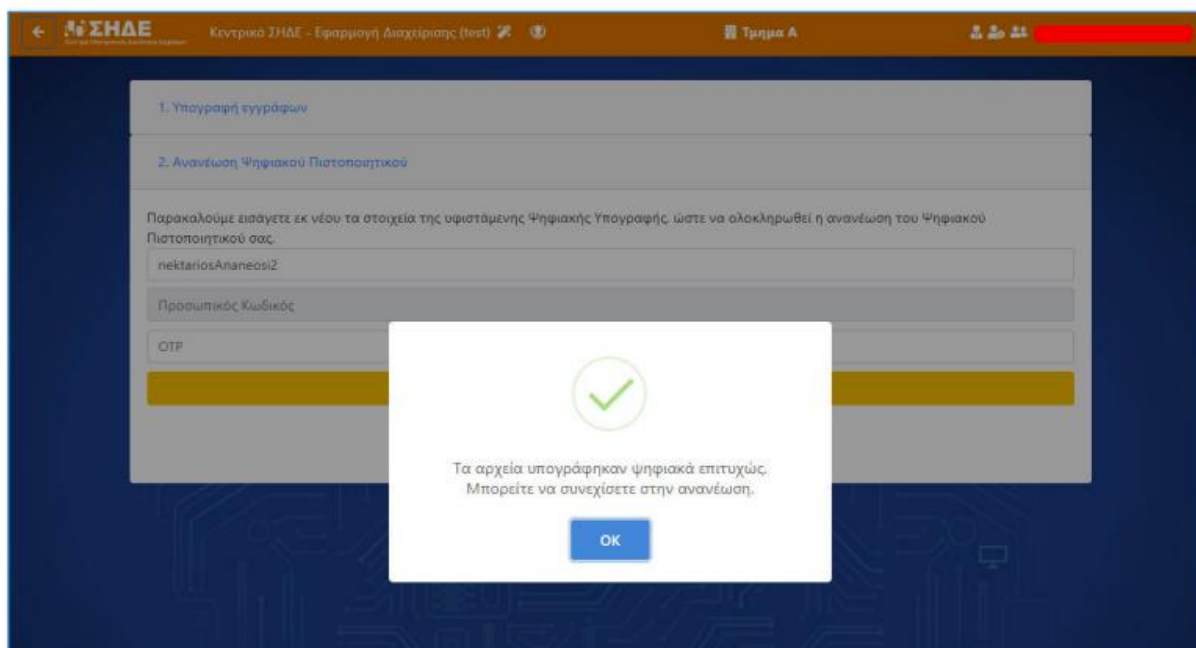 ΣΗΔΕ
Κεντρικό ΣΗΔΕ - Εφαρμογή Διαχείρισης (test)
Τμημα Α
1. Υπογραφή εγγράφων
2. Ανανέωση Ψηφιακού Πιστοποιητικού
Παρακαλούμε εισάγετε εκ νέου τα στοιχεία της υφιστάμενης Ψηφιακής Υπογραφής, ώστε να ολοκληρωθεί η ανανέωση του Ψηφιακού
Πιστοποιητικού σας.
nektariosAnaneosi2
Προσωπικός Κωδικός
OTP
Τα αρχεία υπογράφηκαν ψηφιακά επιτυχώς.
Μπορείτε να συνεχίσετε στην ανανέωση.
OK